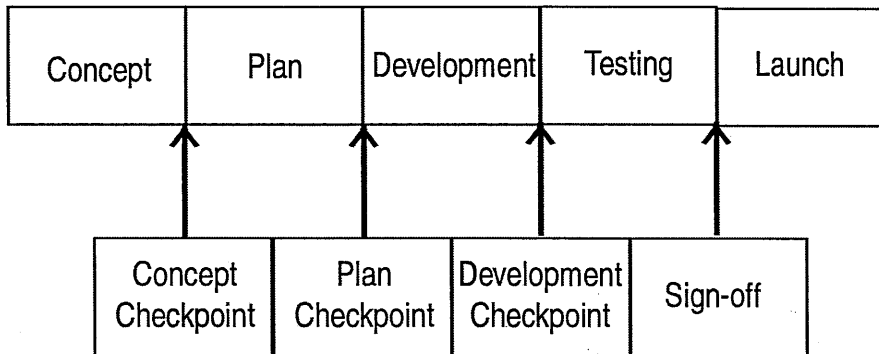 Concept Plan Development Testing Launch
Concept Checkpoint
Plan Checkpoint
Development Checkpoint
Sign-off